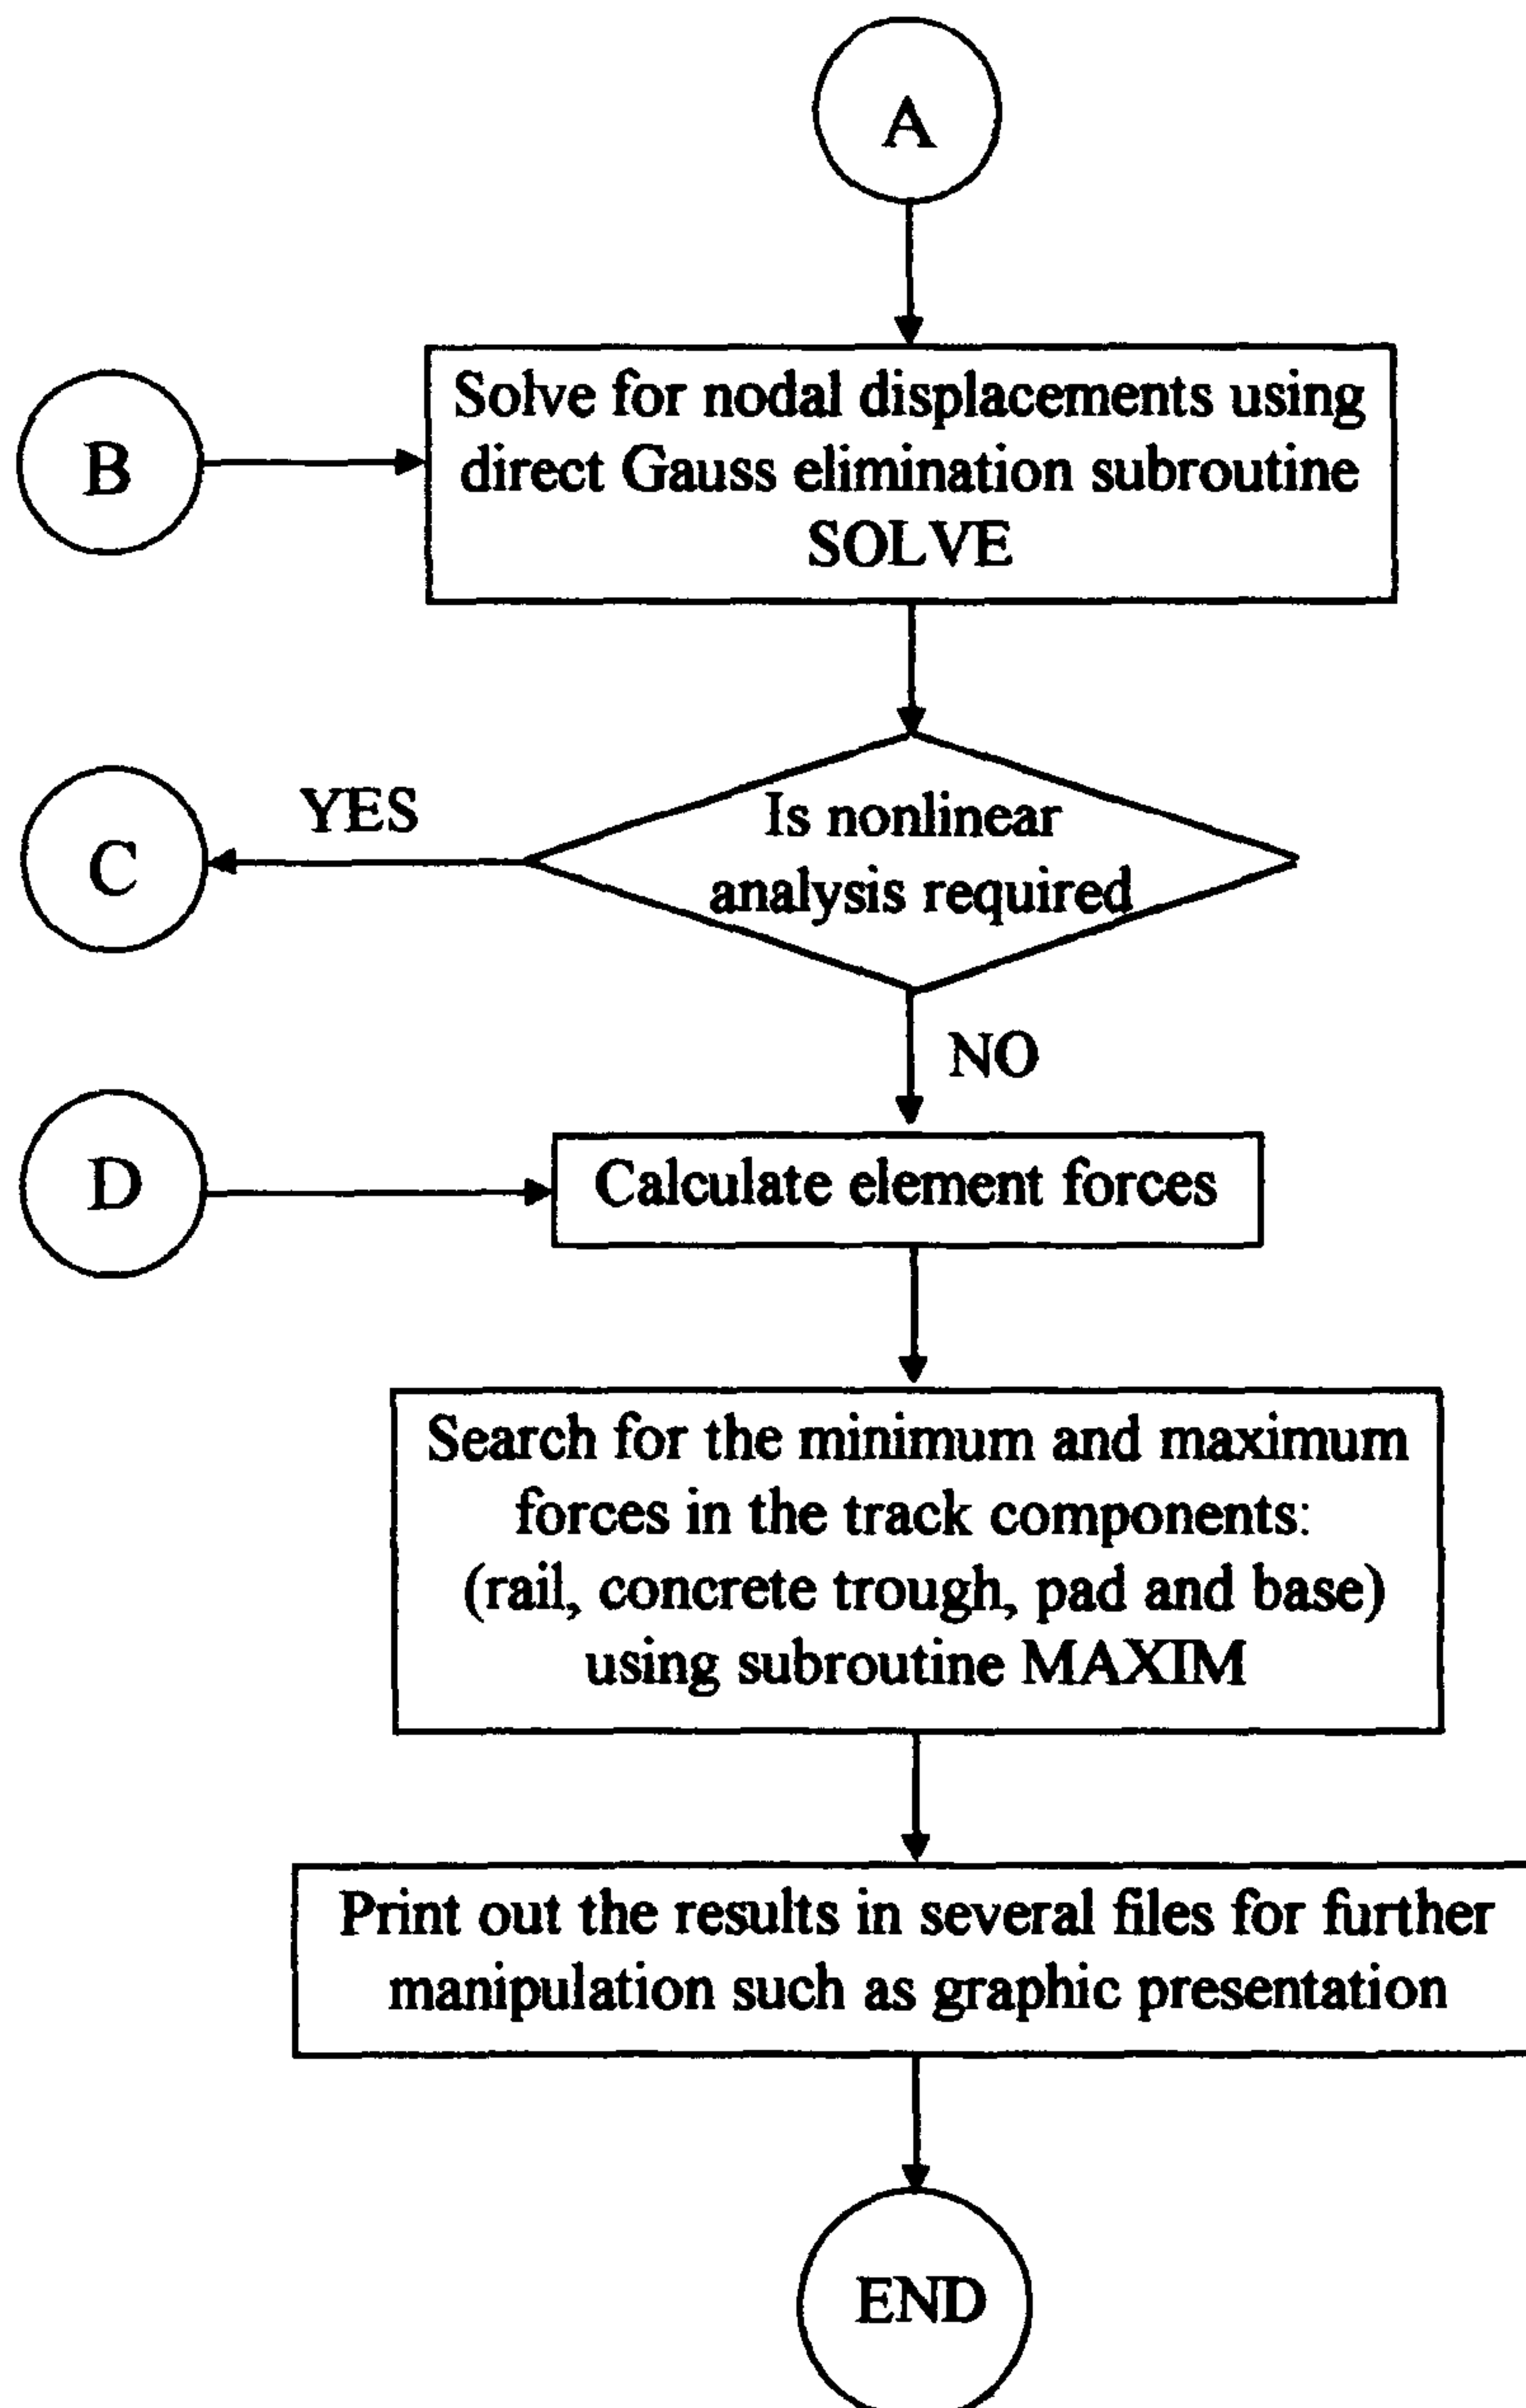 A
Solve for nodal displacements using
direct Gauss elimination subroutine
SOLVE
B
Is nonlinear
analysis required
YES
C
NO
D
Calculate element forces
Search for the minimum and maximum
forces in the track components:
(rail, concrete trough, pad and base)
using subroutine MAXIM
Print out the results in several files for further
manipulation such as graphic presentation
END